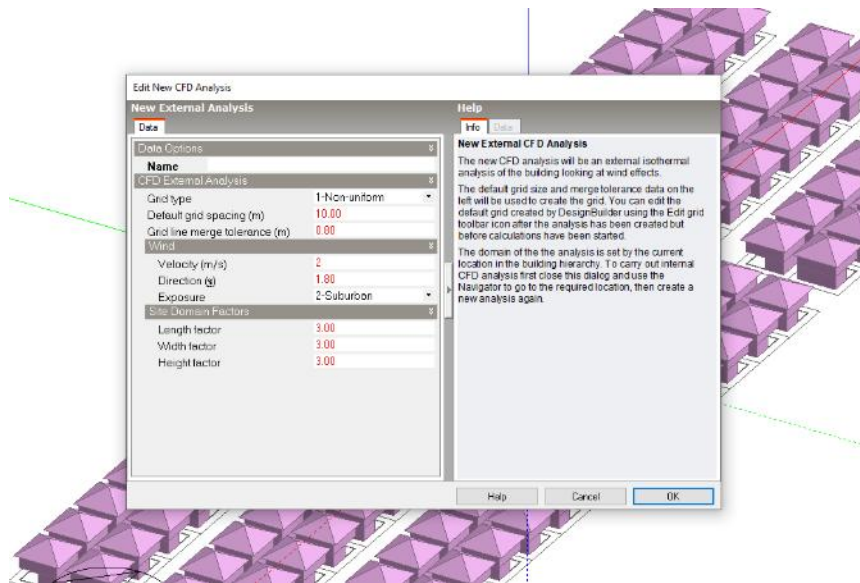 Edit New CFD Analysis
New External Analysis
Data
Data Options
Name
CFD External Analysis
Grid type 1-Non-uniform
Default grid spacing (m) 10.00
Grid line merge tolerance (m) 0.80
Wind
Velocity (m/s) 2
Direction (º) 1.80
Exposure 2-Suburban
Site Domain Factors
Length factor 3.00
Width factor 3.00
Height factor 3.00
Help
Info Data
New External CFD Analysis
The new CFD analysis will be an external isothermal
analysis of the building looking at wind effects.
The default grid size and merge tolerance data on the
left will be used to create the grid. You can edit the
default grid created by DesignBuilder using the Edit grid
toolbar icon after the analysis has been created but
before calculations have been started.
The domain of the the analysis is set by the current
location in the building hierarchy. To carry out internal
CFD analysis first close this dialog and use the
Navigator to go to the required location, then create a
new analysis again.
Help Cancel OK